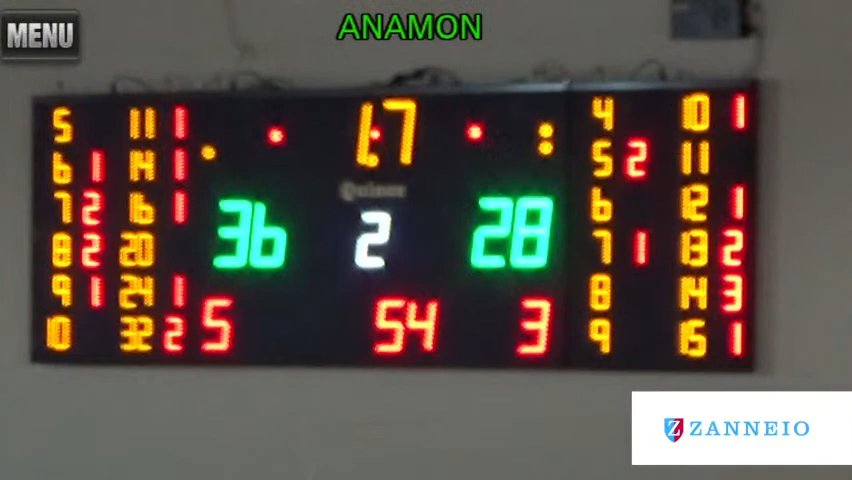 MENU
ANAMON
5 11 1 1.7 4 10 1
6 1 14 1 5 2 11
7 2 16 1 36 2 28 6 12 1
8 2 20 7 1 13 2
9 1 24 1 8 14 3
10 32 2 5 54 3 9 16 1
ZANNEIO